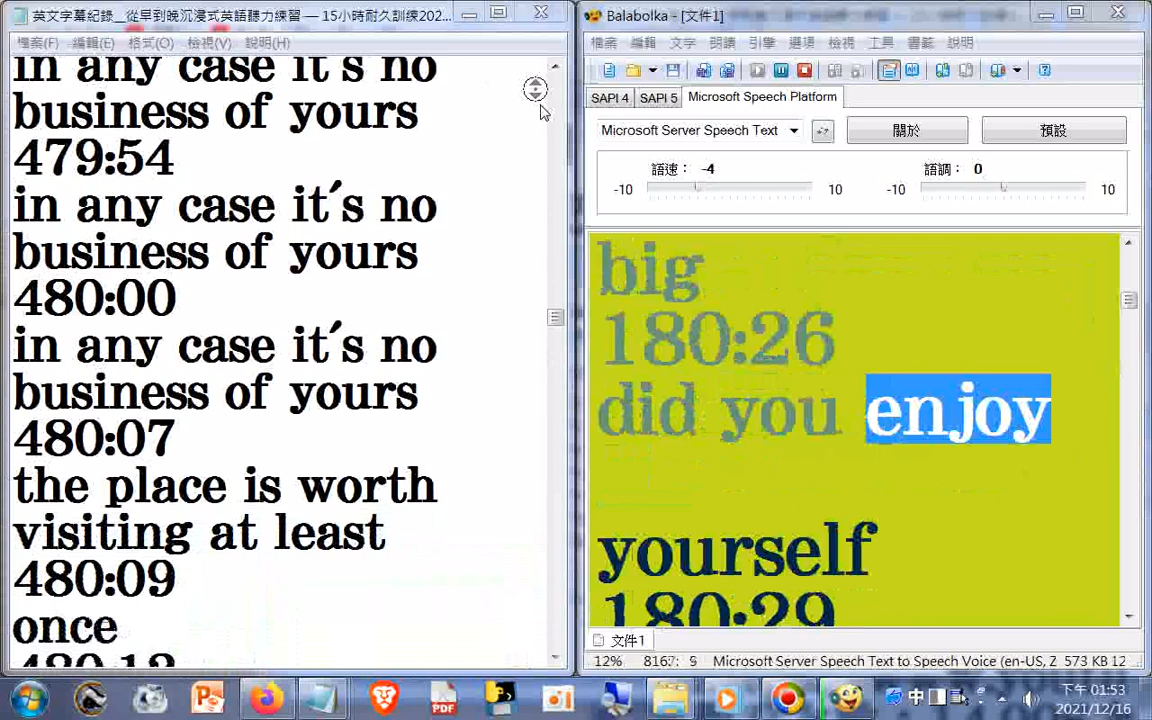 英文字幕紀錄__從早到晚沉浸式英語聽力練習 — 15小時耐久訓練202...
檔案(F) 編輯(E) 格式(O) 檢視(V) 說明(H)
in any case it's no
business of yours
479:54
in any case it's no
business of yours
480:00
in any case it's no
business of yours
480:07
the place is worth
visiting at least
480:09
once
480:12
Balabolka - [文件1]
檔案 編輯 文字 朗讀 引擎 選項 檢視 工具 書籤 說明
SAPI 4 SAPI 5 Microsoft Speech Platform
Microsoft Server Speech Text 關於 預設
語速： -4 語調： 0
-10 10 -10 10
big
180:26
did you enjoy
yourself
180:29
文件1
12% 8167: 5 Microsoft Server Speech Text to Speech Voice (en-US, Z 573 KB 12
PDF 中 下午 01:53
2021/12/16